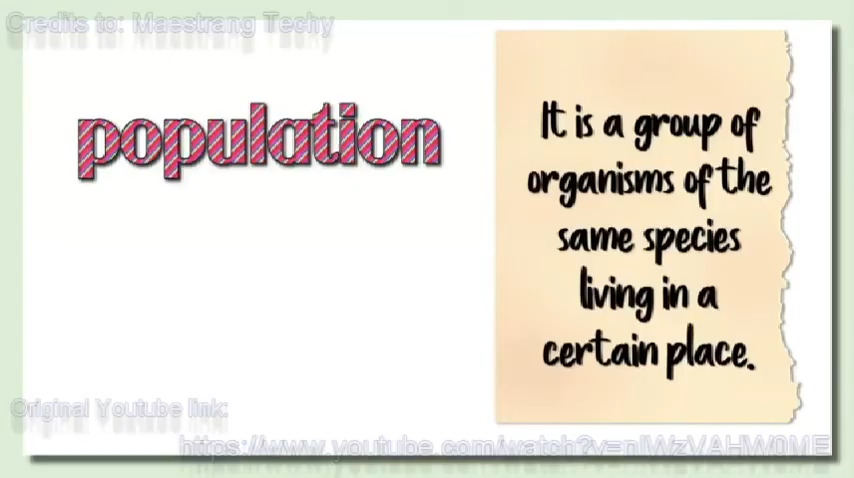 Credits to: Maestrang Techy
population
It is a group of
organisms of the
same species
living in a
certain place.
Original Youtube link: